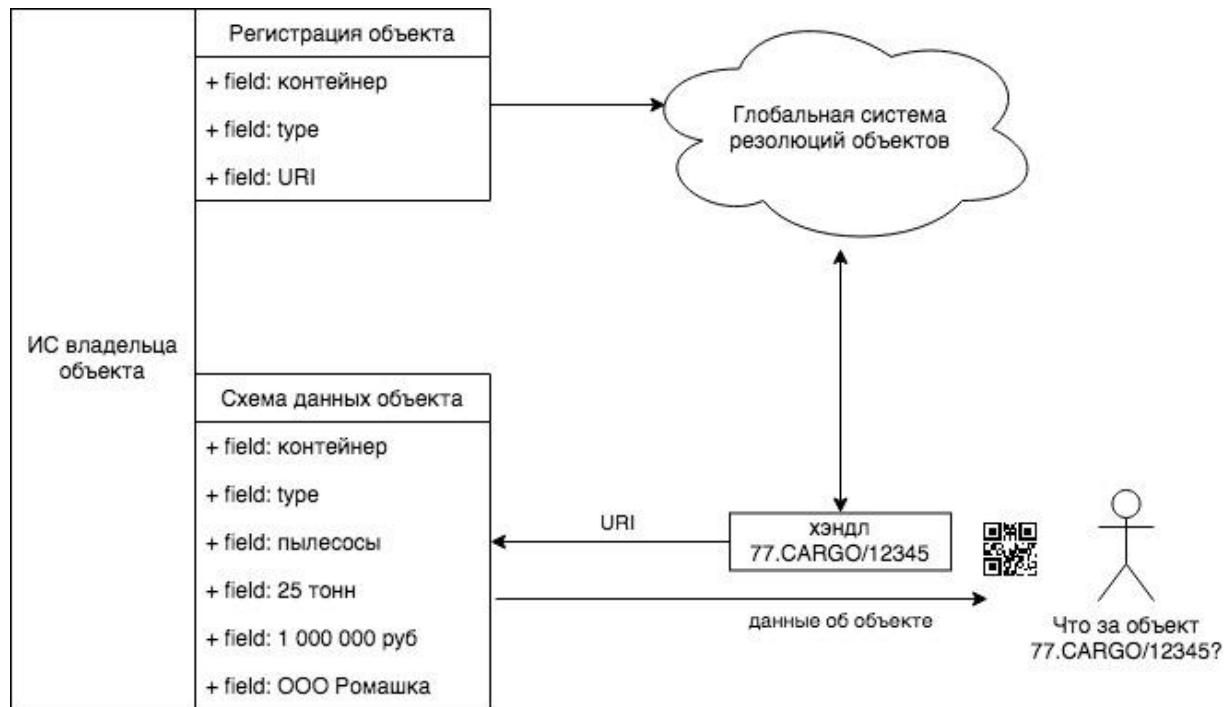 Регистрация объекта
+ field: контейнер
+ field: type
+ field: URI
Глобальная система
резолюций объектов
ИС владельца
объекта
Схема данных объекта
+ field: контейнер
+ field: type
+ field: пылесосы
+ field: 25 тонн
+ field: 1 000 000 руб
+ field: ООО Ромашка
URI
хэндл
77.CARGO/12345
данные об объекте
Что за объект
77.CARGO/12345?